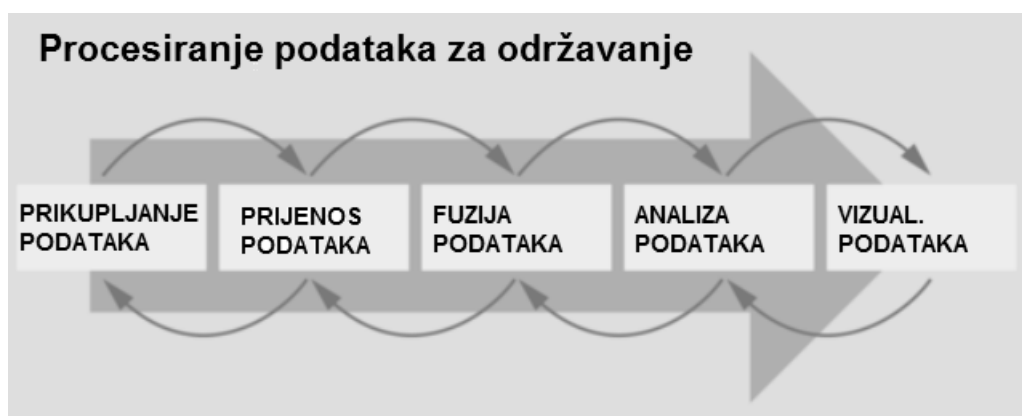 Procesiranje podataka za održavanje
PRIKUPLJANJE
PODATAKA
PRIJENOS
PODATAKA
FUZIJA
PODATAKA
ANALIZA
PODATAKA
VIZUAL.
PODATAKA